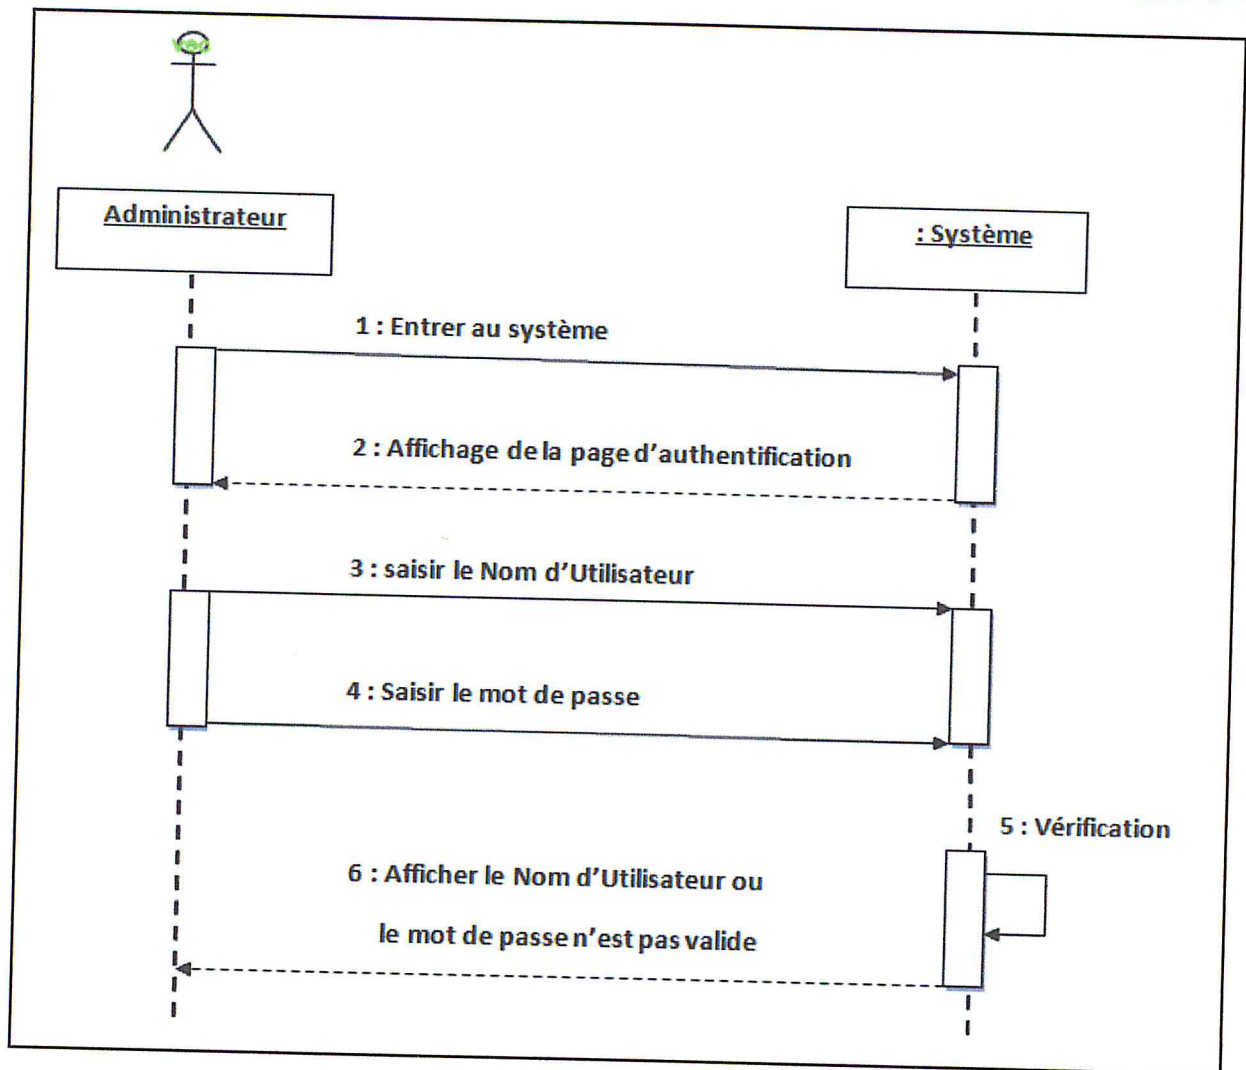 Administrateur
: Système
1 : Entrer au système
2 : Affichage de la page d'authentification
3 : saisir le Nom d'Utilisateur
4 : Saisir le mot de passe
5 : Vérification
6 : Afficher le Nom d'Utilisateur ou
le mot de passe n'est pas valide